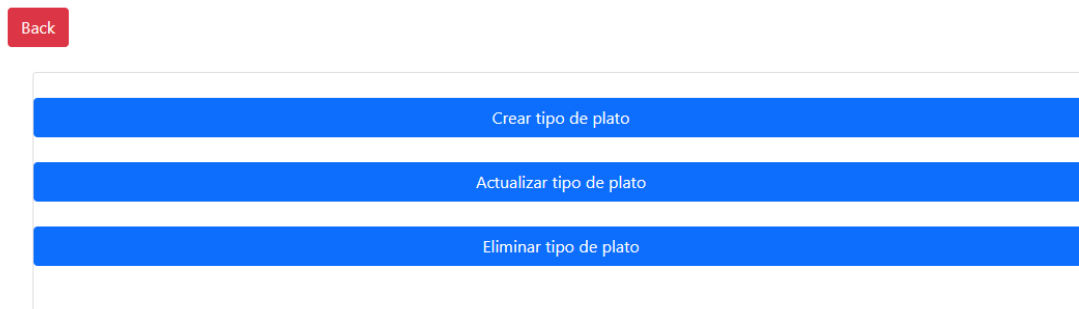 Back
Crear tipo de plato
Actualizar tipo de plato
Eliminar tipo de plato